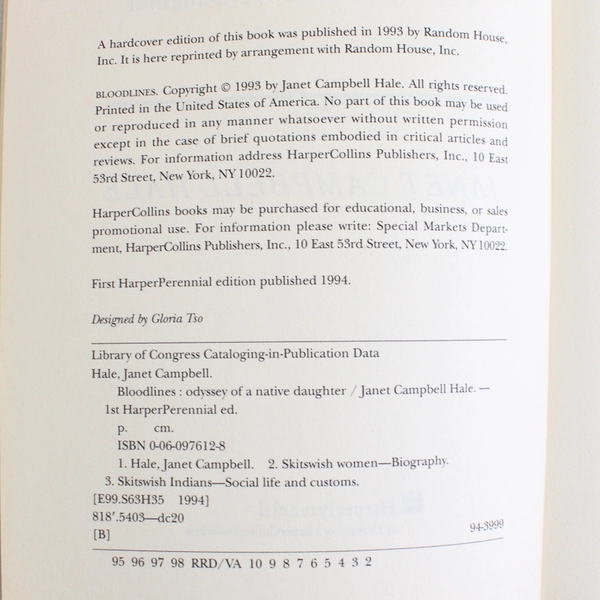 A hardcover edition of this book was published in 1993 by Random House,
Inc. It is here reprinted by arrangement with Random House, Inc.
BLOODLINES. Copyright © 1993 by Janet Campbell Hale. All rights reserved.
Printed in the United States of America. No part of this book may be used
or reproduced in any manner whatsoever without written permission
except in the case of brief quotations embodied in critical articles and
reviews. For information address HarperCollins Publishers, Inc., 10 East
53rd Street, New York, NY 10022.
HarperCollins books may be purchased for educational, business, or sales
promotional use. For information please write: Special Markets Depart-
ment, HarperCollins Publishers, Inc., 10 East 53rd Street, New York, NY 10022.
First HarperPerennial edition published 1994.
Designed by Gloria Tso
Library of Congress Cataloging-in-Publication Data
Hale, Janet Campbell.
Bloodlines : odyssey of a native daughter / Janet Campbell Hale. —
1st HarperPerennial ed.
p. cm.
ISBN 0-06-097612-8
1. Hale, Janet Campbell. 2. Skitswish women—Biography.
3. Skitswish Indians—Social life and customs.
[E99.S63H35 1994]
818'.5403—dc20
[B] 94-3999
95 96 97 98 RRD/VA 10 9 8 7 6 5 4 3 2